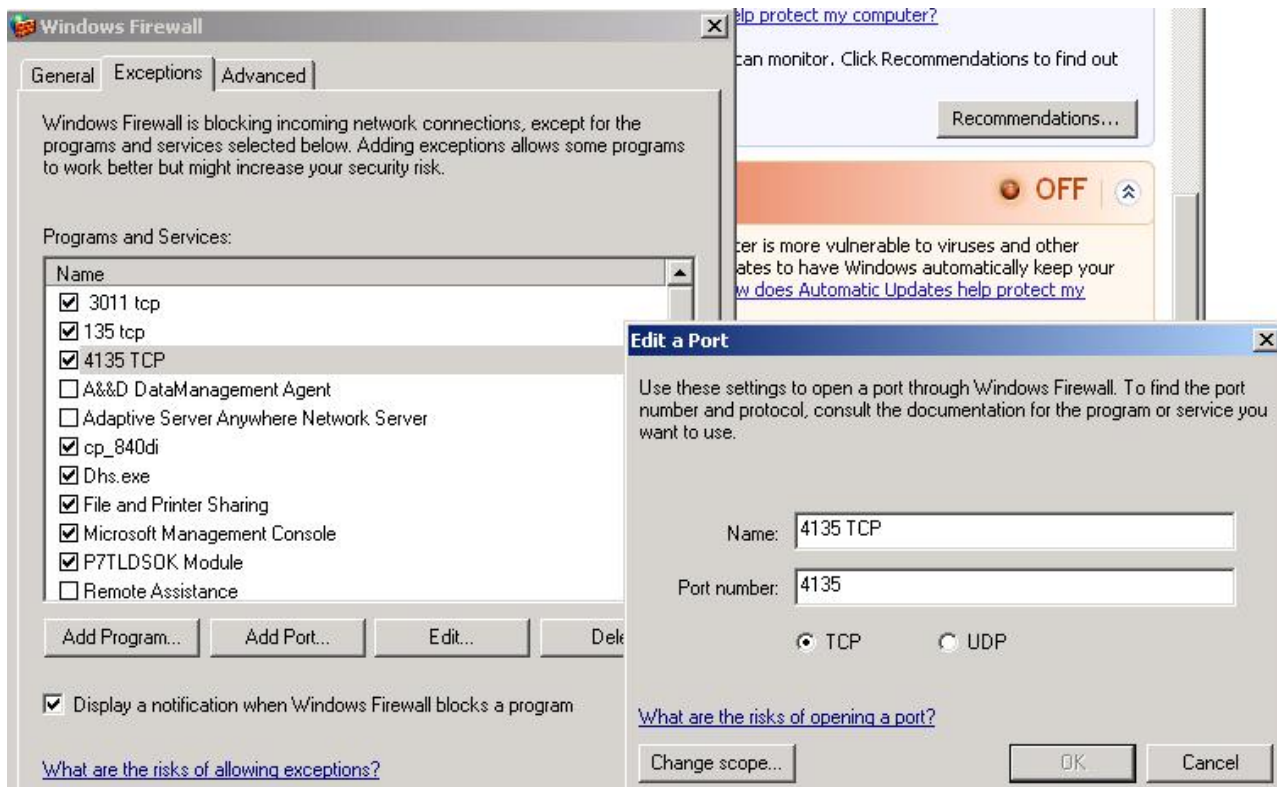 Windows Firewall
General Exceptions Advanced
Windows Firewall is blocking incoming network connections, except for the
programs and services selected below. Adding exceptions allows some programs
to work better but might increase your security risk.
Programs and Services:
Name
3011 tcp
135 tcp
4135 TCP
A&&D DataManagement Agent
Adaptive Server Anywhere Network Server
cp_840di
Dhs.exe
File and Printer Sharing
Microsoft Management Console
P7TLDSOK Module
Remote Assistance
Add Program... Add Port... Edit... Dele
Display a notification when Windows Firewall blocks a program
What are the risks of allowing exceptions?
elp protect my computer?
can monitor. Click Recommendations to find out
Recommendations...
OFF
ter is more vulnerable to viruses and other
ates to have Windows automatically keep your
w does Automatic Updates help protect my
Edit a Port
Use these settings to open a port through Windows Firewall. To find the port
number and protocol, consult the documentation for the program or service you
want to use.
Name: 4135 TCP
Port number: 4135
TCP UDP
What are the risks of opening a port?
Change scope... OK Cancel